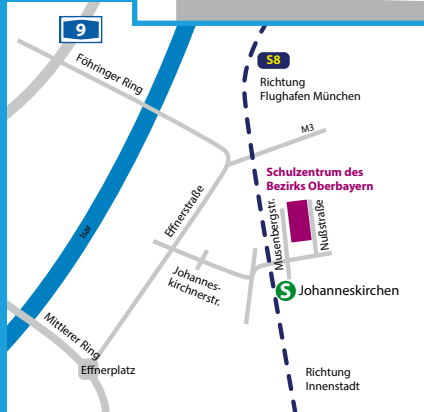 9
Föhringer Ring
S8
Richtung
Flughafen München
M3
Schulzentrum des
Bezirks Oberbayern
Effnerstraße
Musenbergstr.
Nußstraße
Isar
Johannes-
kirchnerstr.
S Johanneskirchen
Mittlerer Ring
Effnerplatz
Richtung
Innenstadt